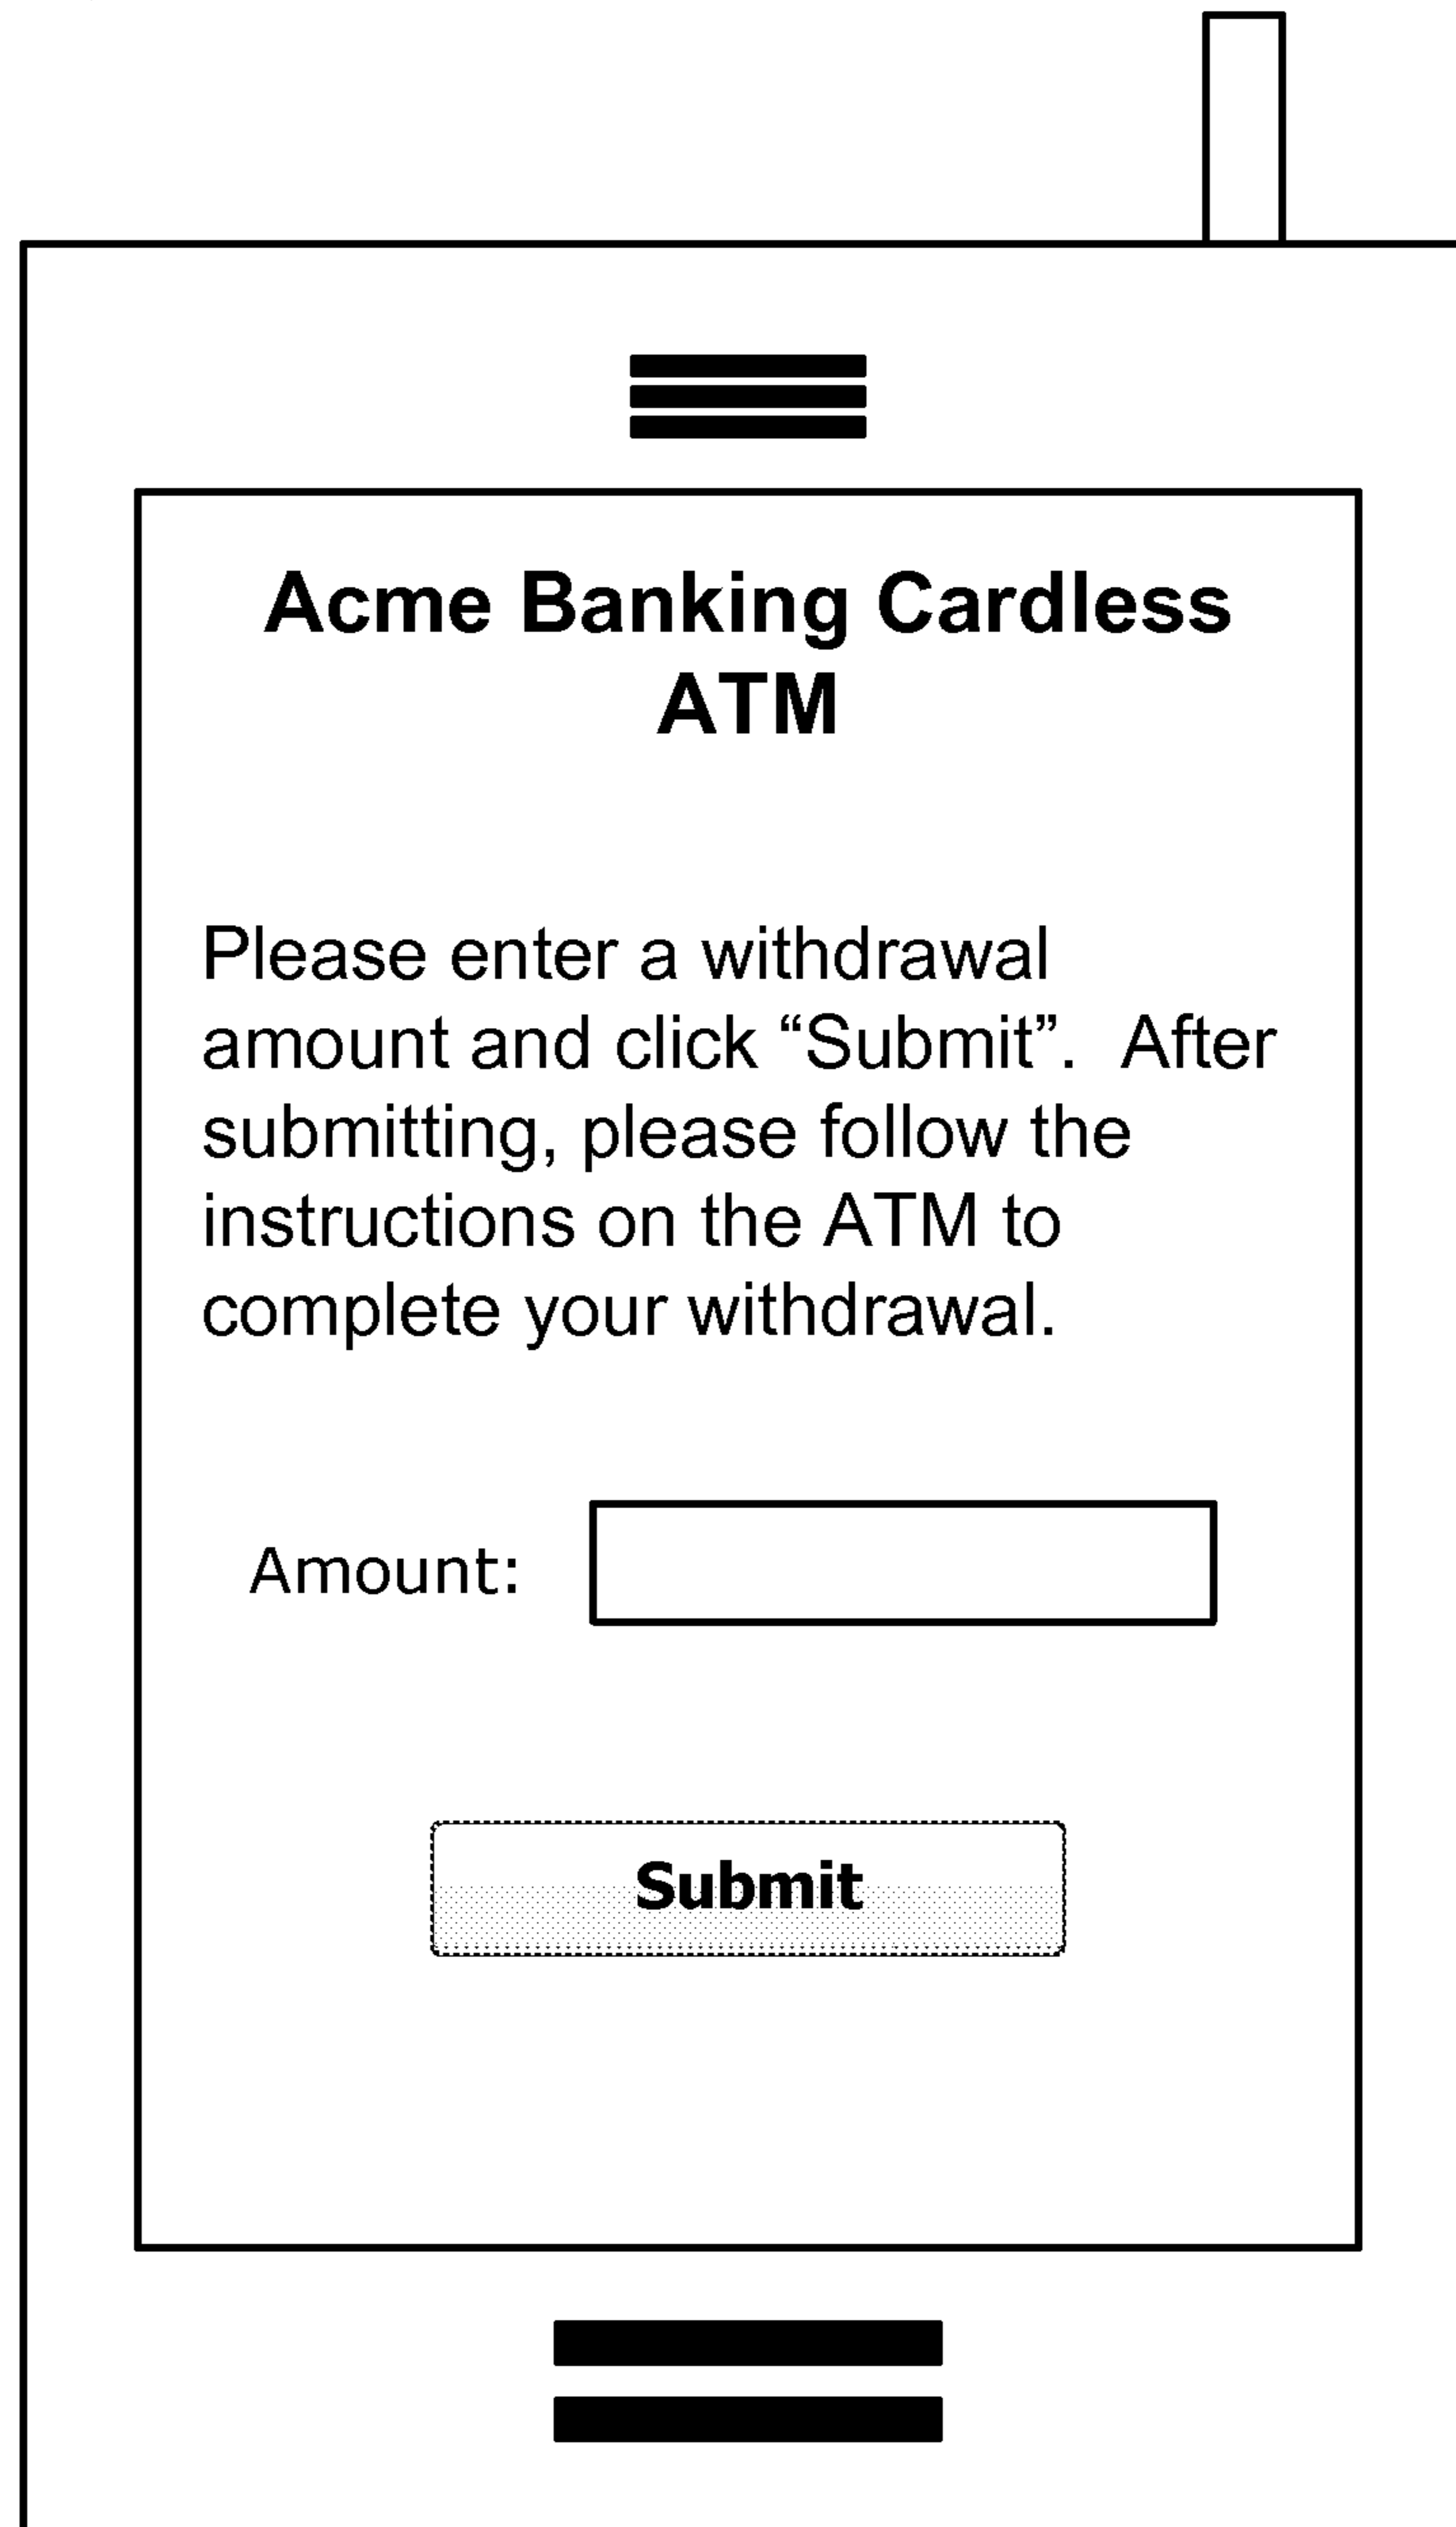 Acme Banking Cardless
ATM
Please enter a withdrawal
amount and click “Submit”.  After
submitting, please follow the
instructions on the ATM to
complete your withdrawal.
Amount:
Submit